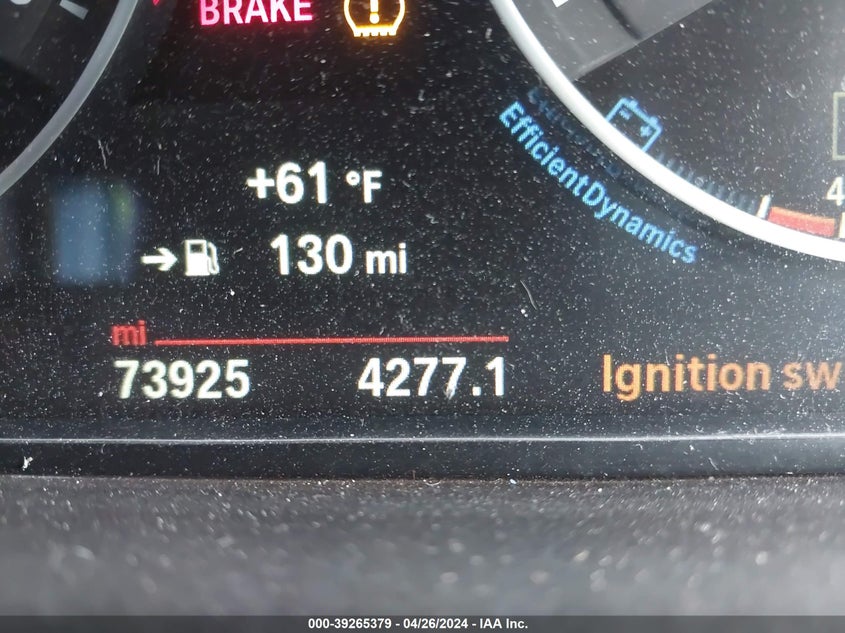 BRAKE
+61 °F
EfficientDynamics
→ 130 mi
mi
73925 4277.1
Ignition sw
000-39265379 - 04/26/2024 - IAA Inc.